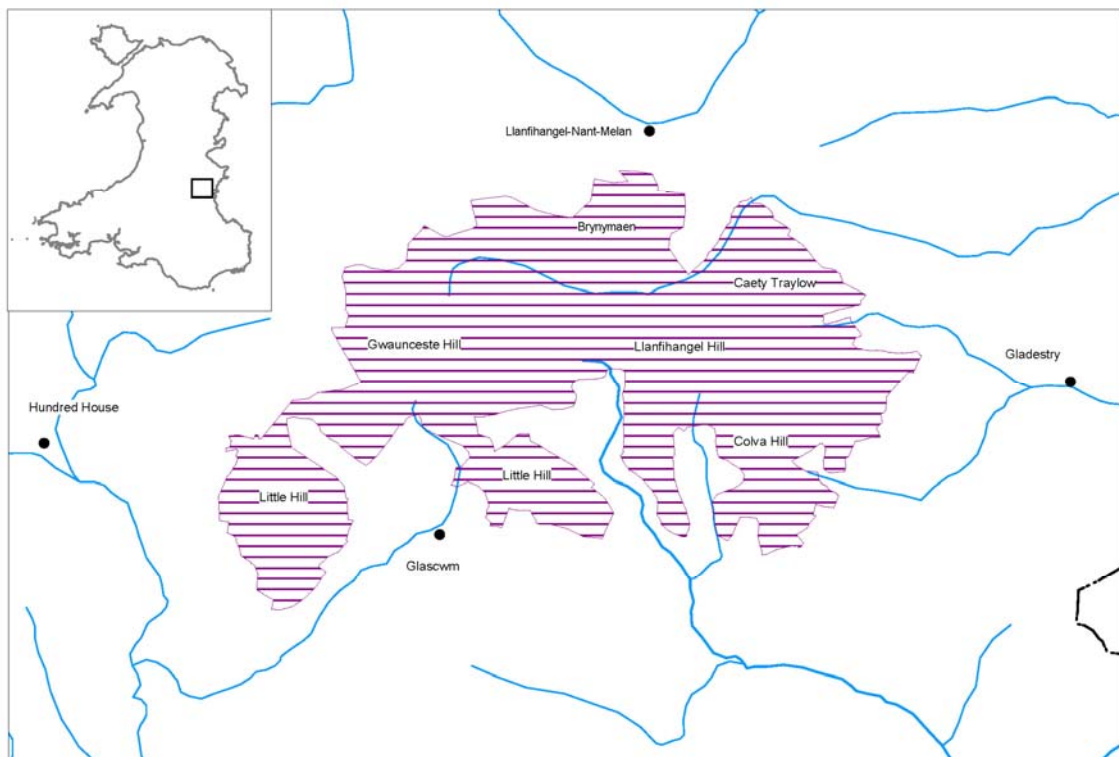 Llanfihangel-Nant-Melan
Brynymaen
Caety Traylow
Gwaunceste Hill
Llanfihangel Hill
Gladestry
Hundred House
Colva Hill
Little Hill
Little Hill
Glascwm